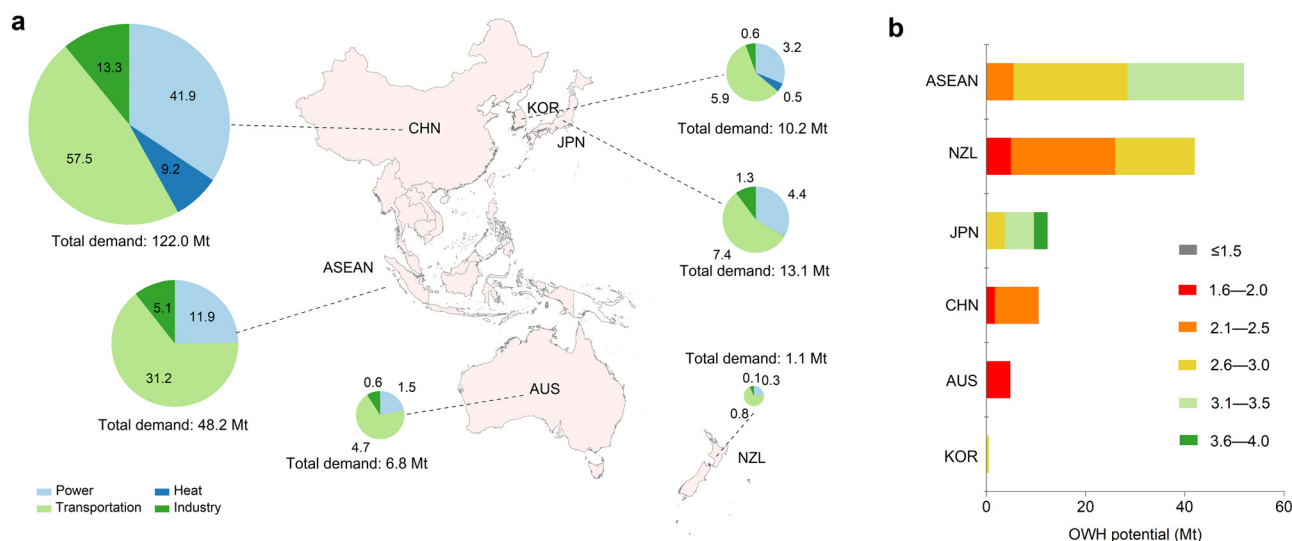 a
13.3
41.9
57.5
9.2
Total demand: 122.0 Mt
CHN
KOR
JPN
0.6
3.2
5.9
0.5
Total demand: 10.2 Mt
1.3
4.4
7.4
Total demand: 13.1 Mt
ASEAN
5.1
11.9
31.2
Total demand: 48.2 Mt
0.6
1.5
4.7
Total demand: 6.8 Mt
AUS
Total demand: 1.1 Mt
0.1
0.3
0.8
NZL
Power
Heat
Transportation
Industry
b
ASEAN
NZL
JPN
CHN
AUS
KOR
≤1.5
1.6—2.0
2.1—2.5
2.6—3.0
3.1—3.5
3.6—4.0
0
20
40
60
OWH potential (Mt)